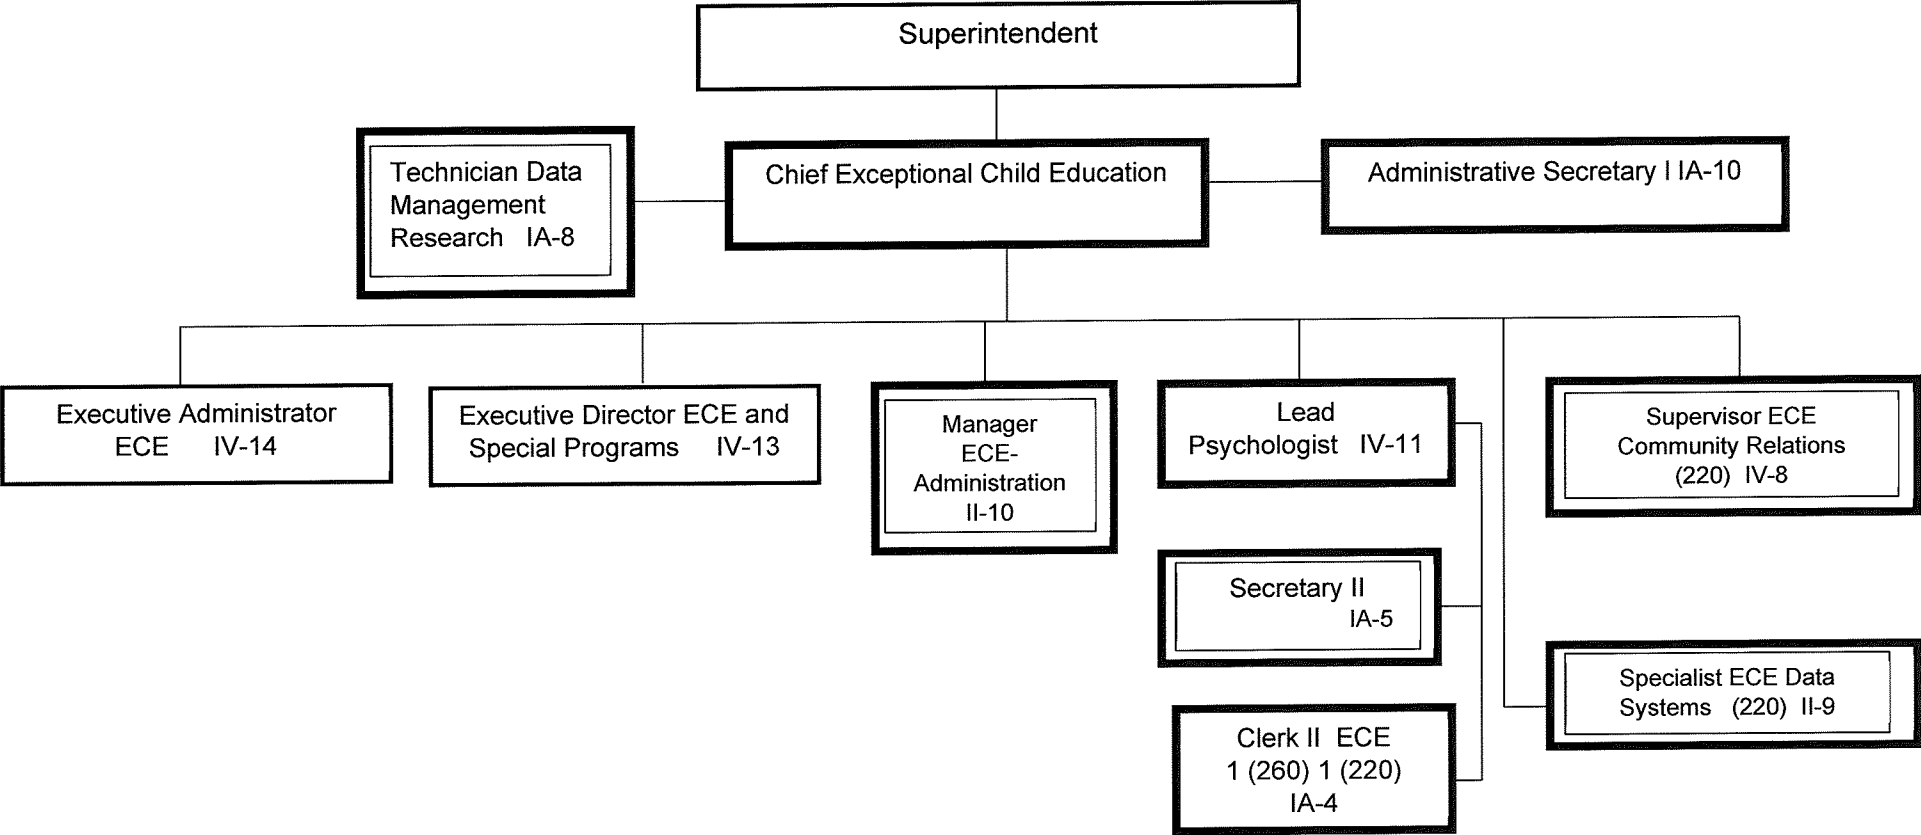 Superintendent
Technician Data
Management
Research IA-8
Chief Exceptional Child Education
Administrative Secretary I IA-10
Executive Administrator
ECE IV-14
Executive Director ECE and
Special Programs IV-13
Manager
ECE-
Administration
II-10
Lead
Psychologist IV-11
Supervisor ECE
Community Relations
(220) IV-8
Secretary II
IA-5
Specialist ECE Data
Systems (220) II-9
Clerk II ECE
1 (260) 1 (220)
IA-4